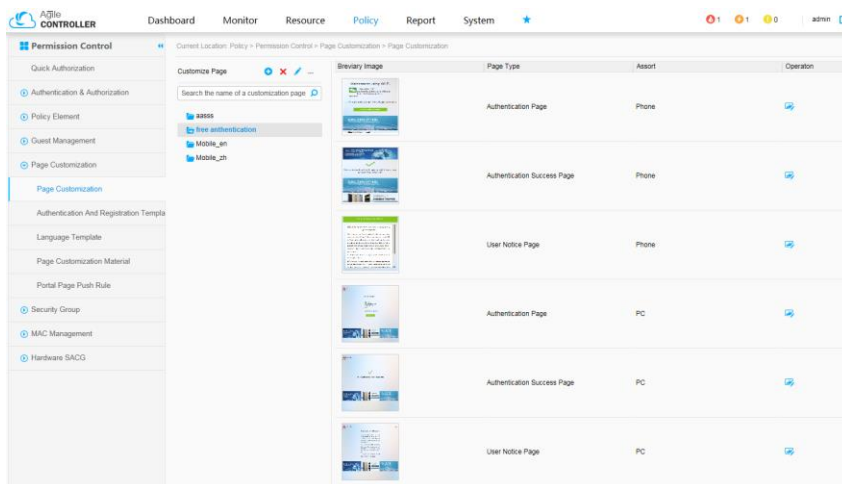 Agile
CONTROLLER
Dashboard Monitor Resource Policy Report System
1 1 0 admin
Permission Control
Current Location: Policy > Permission Control > Page Customization > Page Customization
Quick Authorization
Authentication & Authorization
Policy Element
Guest Management
Page Customization
Page Customization
Authentication And Registration Templa
Language Template
Page Customization Material
Portal Page Push Rule
Security Group
MAC Management
Hardware SACG
Customize Page ...
Search the name of a customization page
aasss
free anthentication
Mobile_en
Mobile_zh
Breviary Image Page Type Assort Operaton
Authentication Page Phone
Authentication Success Page Phone
User Notice Page Phone
Authentication Page PC
Authentication Success Page PC
User Notice Page PC